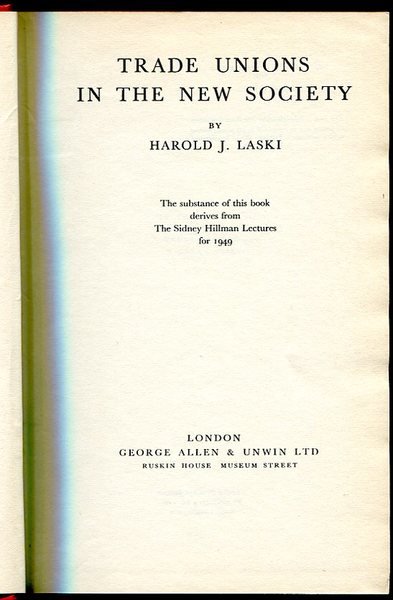 TRADE UNIONS
IN THE NEW SOCIETY
BY
HAROLD J. LASKI
The substance of this book
derives from
The Sidney Hillman Lectures
for 1949
LONDON
GEORGE ALLEN & UNWIN LTD
RUSKIN HOUSE MUSEUM STREET